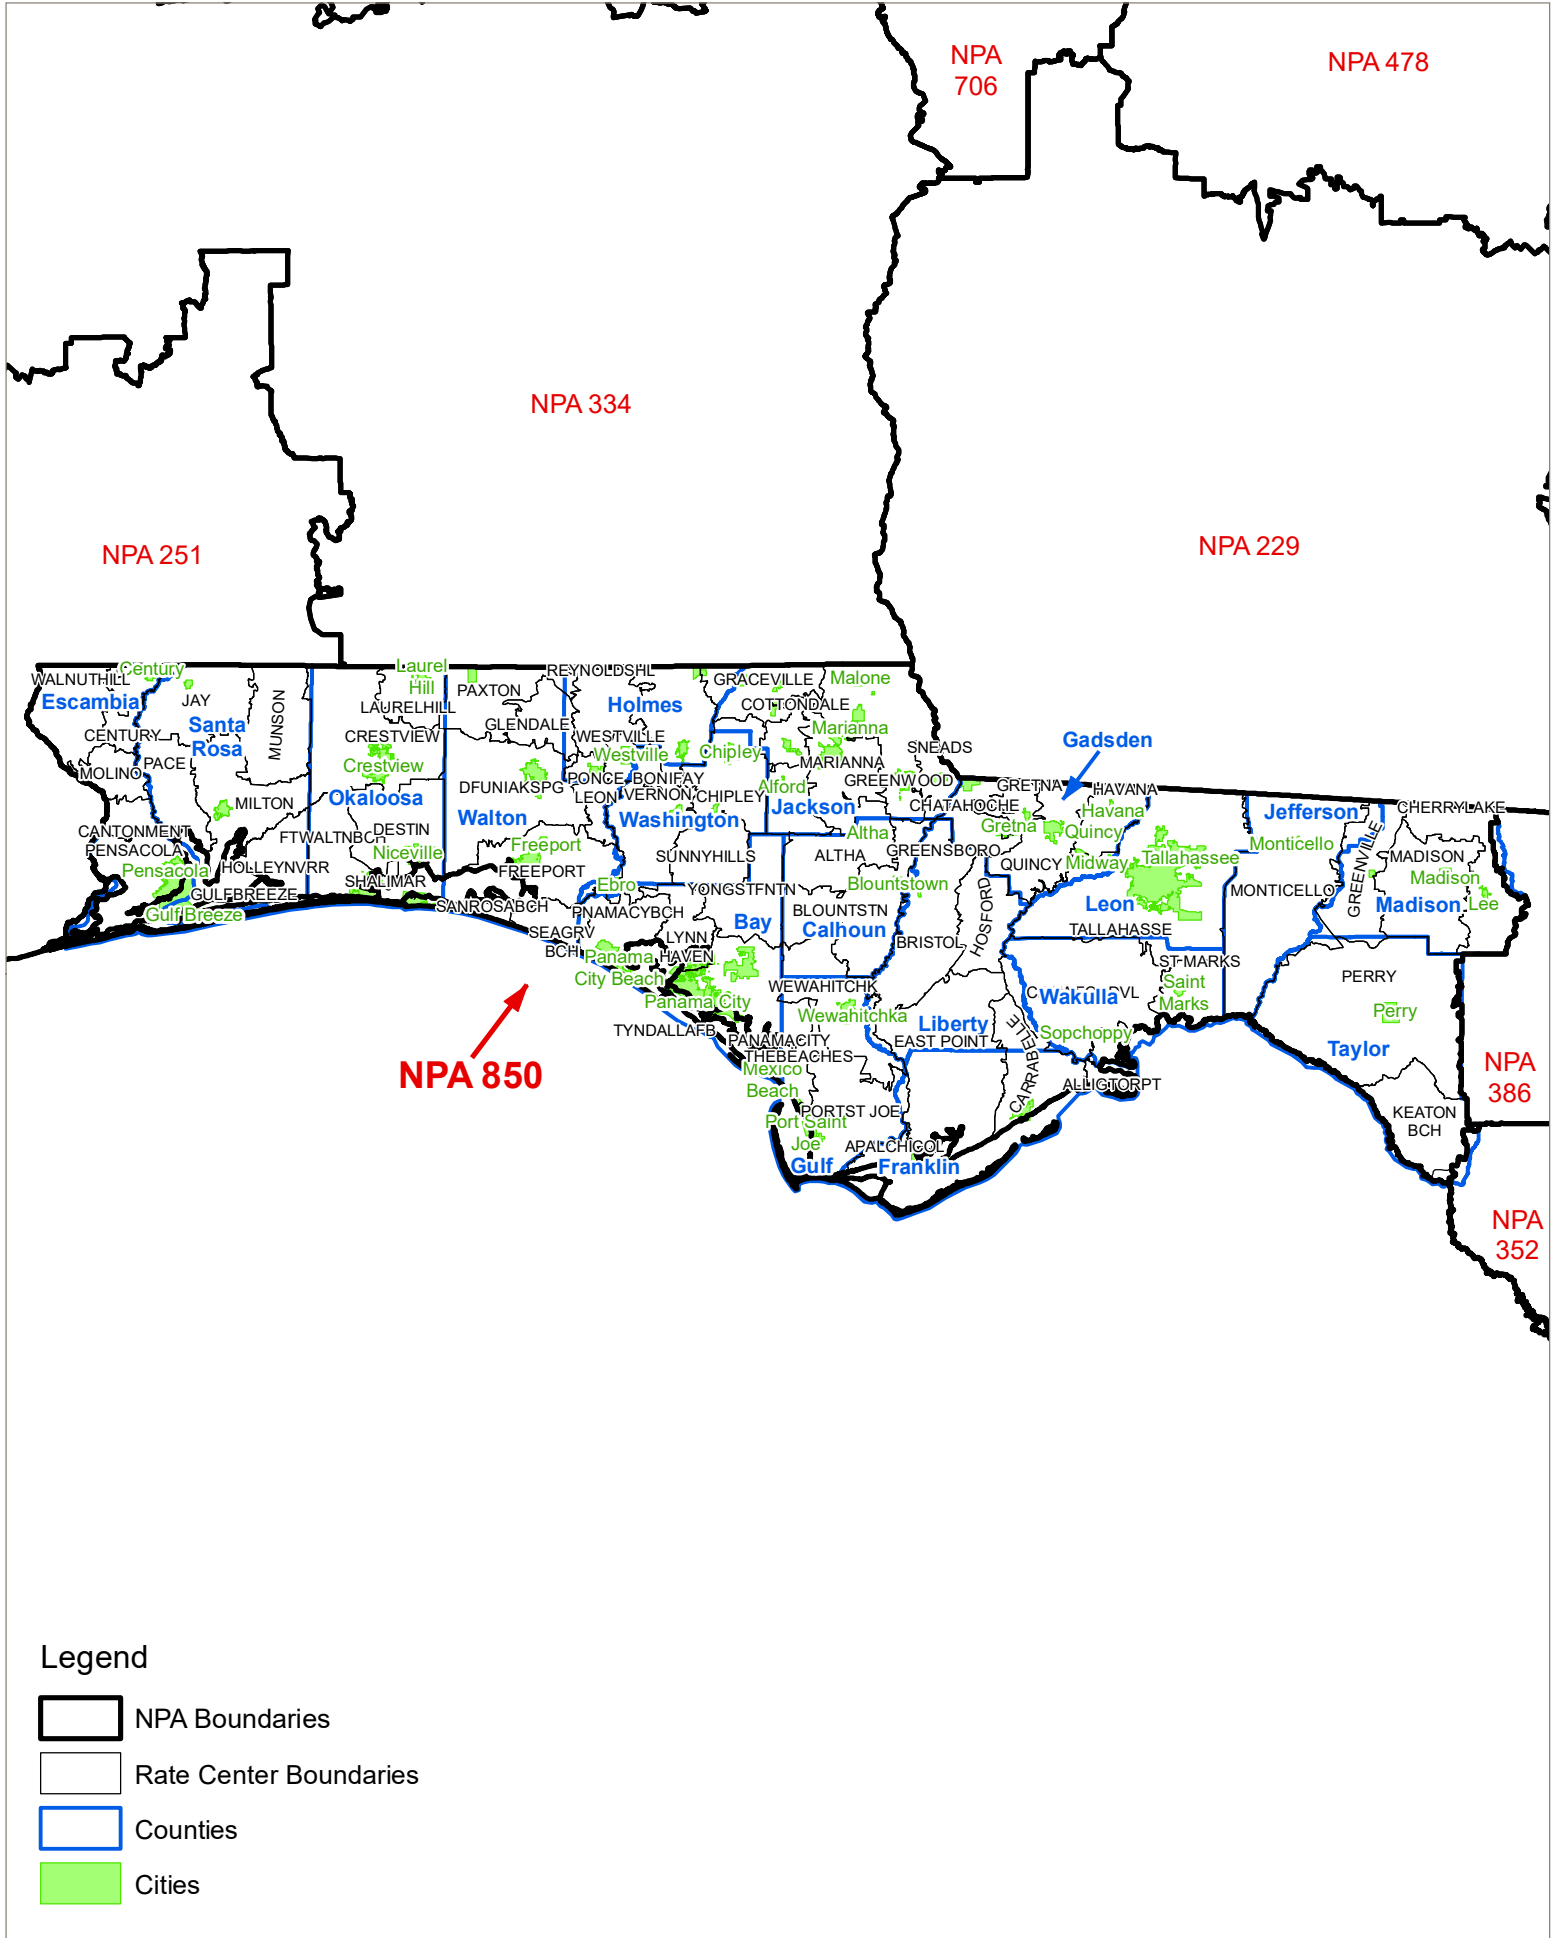 NPA
706
NPA 478
NPA 334
NPA 251
NPA 229
Century
WALNUTHILL
Escambia
JAY
Santa
Rosa
MUNSON
CENTURY
PACE
MOLINO
MILTON
CANTONMENT
PENSACOLA
Pensacola
HOLLEYNVRR
GULFBREEZE
Gulf Breeze
Laurel
Hill
LAURELHILL
CRESTVIEW
Crestview
Okaloosa
FTWALTNBCH
DESTIN
Niceville
SHALIMAR
PAXTON
GLENDALE
DFUNIAKSPG
Walton
Freeport
FREEPORT
SANROSABCH
SEAGRV
BCH
REYNOLDSHL
Holmes
WESTVILLE
Westville
PONCE
LEON
BONIFAY
VERNON
CHIPLEY
Chipley
Washington
SUNNYHILLS
Ebro
YONGSTFNTN
PNAMACYBCH
Bay
LYNN
HAVEN
Panama
City Beach
Panama City
TYNDALLAFB
PANAMACITY
THEBEACHES
Mexico
Beach
GRACEVILLE
Malone
COTTONDALE
Marianna
MARIANNA
SNEADS
GREENWOOD
Alford
Jackson
CHATAHOCHE
Altha
ALTHA
GREENSBORO
Blountstown
BLOUNTSTN
Calhoun
BRISTOL
HOSFORD
WEWAHITCHK
Wewahitchka
Liberty
EAST POINT
CARRABELLE
PORTST JOE
Port Saint
Joe
APALCHICOL
Gulf
Franklin
Gadsden
GRETNA
HAVANA
Havana
Gretna
Quincy
QUINCY
Midway
Tallahassee
Leon
TALLAHASSE
ST-MARKS
Saint
Marks
Wakulla
Sopchoppy
ALLIGTORPT
Jefferson
Monticello
MONTICELLO
GREENVILLE
CHERRYLAKE
MADISON
Madison
Madison
Lee
PERRY
Perry
Taylor
KEATON
BCH
NPA
386
NPA
352
NPA 850
Legend
NPA Boundaries
Rate Center Boundaries
Counties
Cities